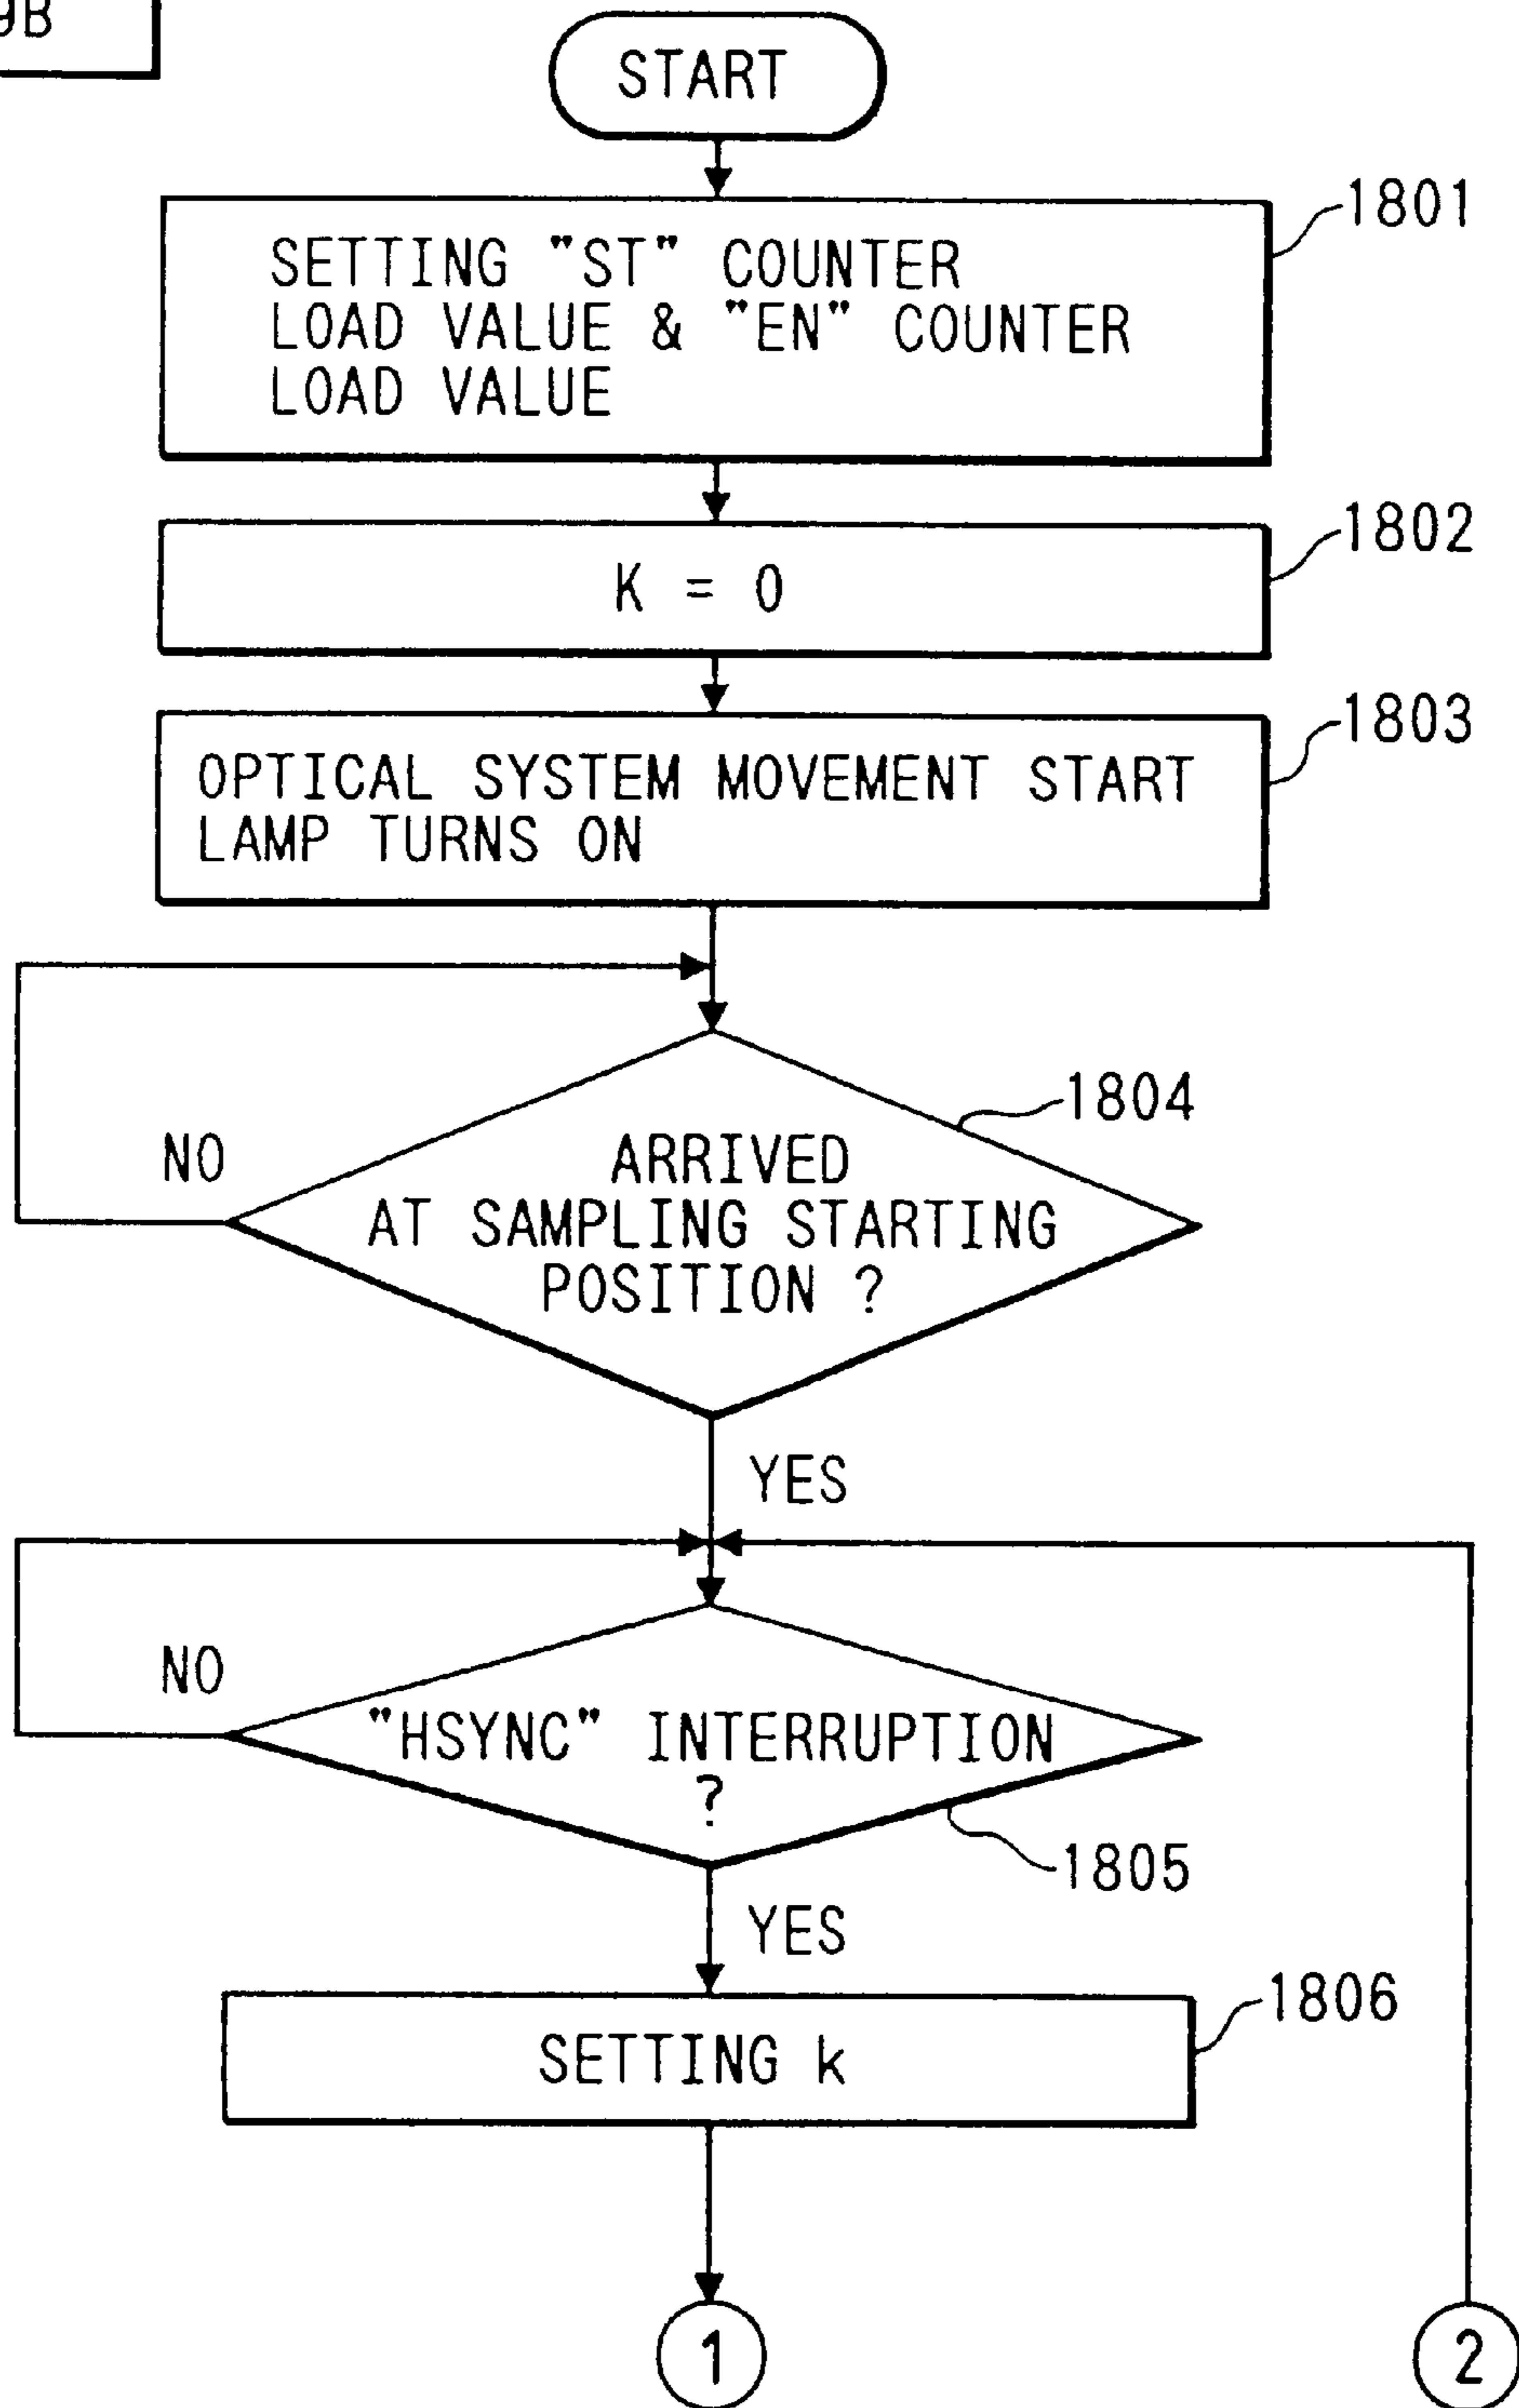 9B
START
1801
SETTING "ST" COUNTER
LOAD VALUE & "EN" COUNTER
LOAD VALUE
1802
K = 0
1803
OPTICAL SYSTEM MOVEMENT START
LAMP TURNS ON
1804
NO
ARRIVED
AT SAMPLING STARTING
POSITION ?
YES
NO
"HSYNC" INTERRUPTION
?
1805
YES
1806
SETTING k
1
2